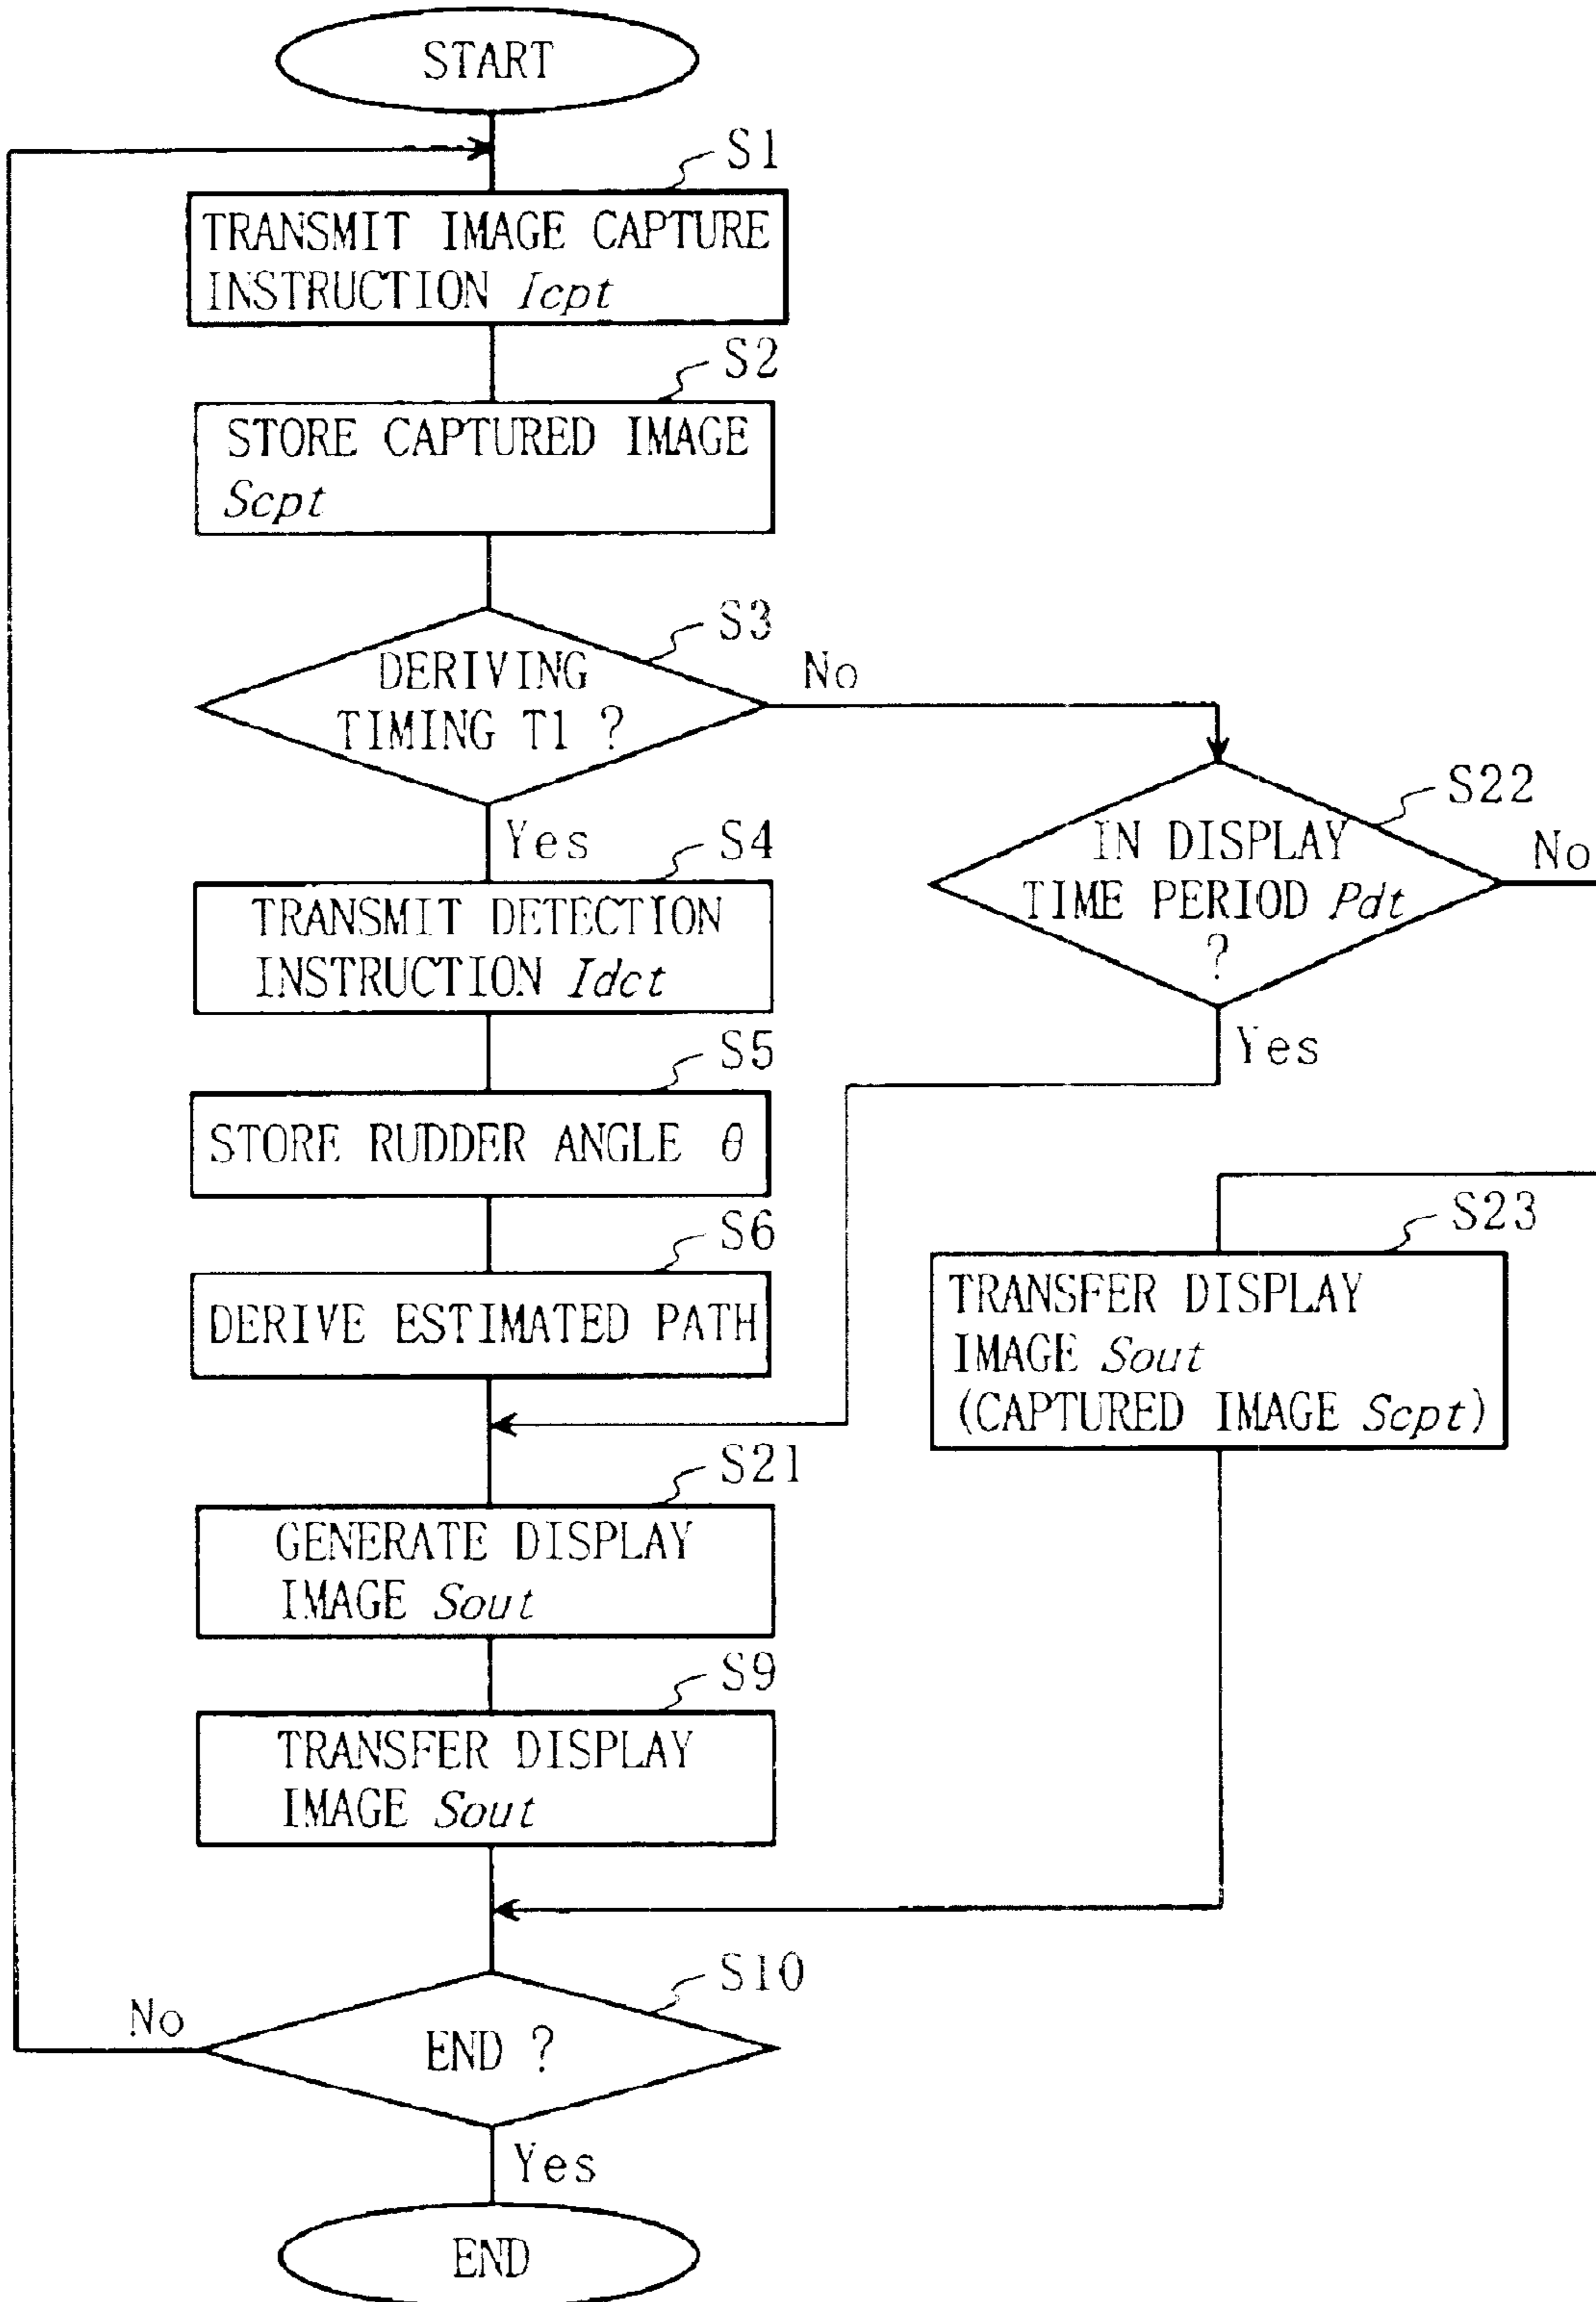 START
S1
TRANSMIT IMAGE CAPTURE
INSTRUCTION Icpt
S2
STORE CAPTURED IMAGE
Scpt
S3
DERIVING
TIMING T1 ?
No
Yes
S22
IN DISPLAY
TIME PERIOD Pdt
?
No
Yes
S4
TRANSMIT DETECTION
INSTRUCTION Idct
S5
STORE RUDDER ANGLE θ
S6
DERIVE ESTIMATED PATH
S23
TRANSFER DISPLAY
IMAGE Sout
(CAPTURED IMAGE Scpt)
S21
GENERATE DISPLAY
IMAGE Sout
S9
TRANSFER DISPLAY
IMAGE Sout
S10
END ?
No
Yes
END